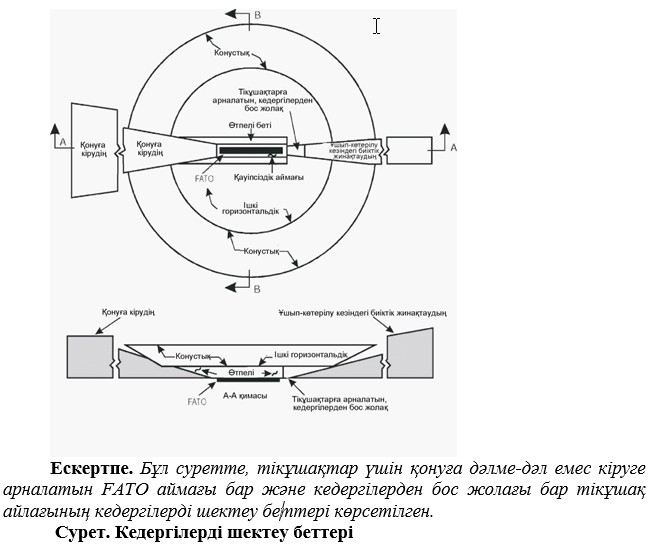 B
Конустық
Тікұшақтарға
арналатын, кедергілерден
бос жолақ
Өтпелі беті
A
Қонуға
кірудің
Қонуға
кірудің
Ұшып-көтерілу
кезіндегі биіктік
жинақтаудың
A
FATO
Қауіпсіздік аймағы
Ішкі
горизонтальдік
Конустық
B
Қонуға кірудің
Ұшып-көтерілу кезіндегі биіктік жинақтаудың
Конустық
Ішкі горизонтальдік
Өтпелі
FATO
А-А қимасы
Тікұшақтарға арналатын,
кедергілерден бос жолақ
Ескертпе. Бұл суретте, тікұшақтар үшін қонуға дәлме-дәл емес кіруге
арналатын FATO аймағы бар және кедергілерден бос жолағы бар тікұшақ
айлағының кедергілерді шектеу беттері көрсетілген.
Сурет. Кедергілерді шектеу беттері